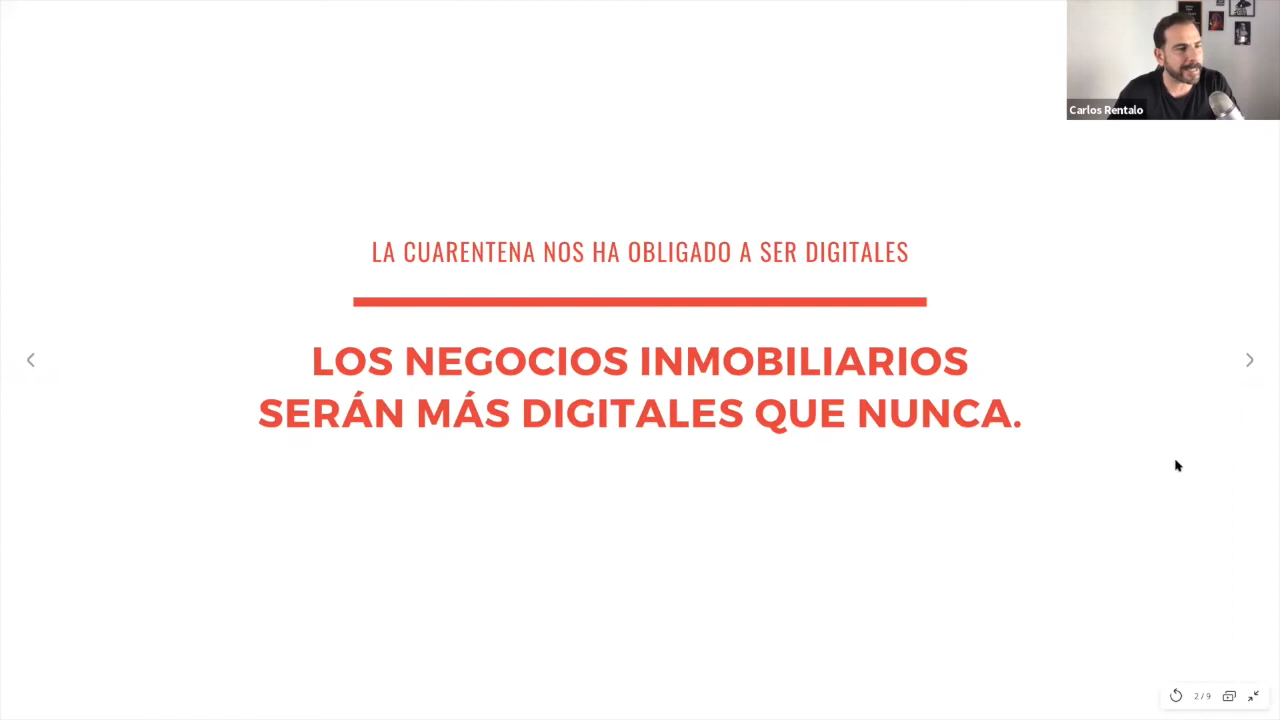 Carlos Rentalo
LA CUARENTENA NOS HA OBLIGADO A SER DIGITALES
LOS NEGOCIOS INMOBILIARIOS
SERÁN MÁS DIGITALES QUE NUNCA.
2 / 9